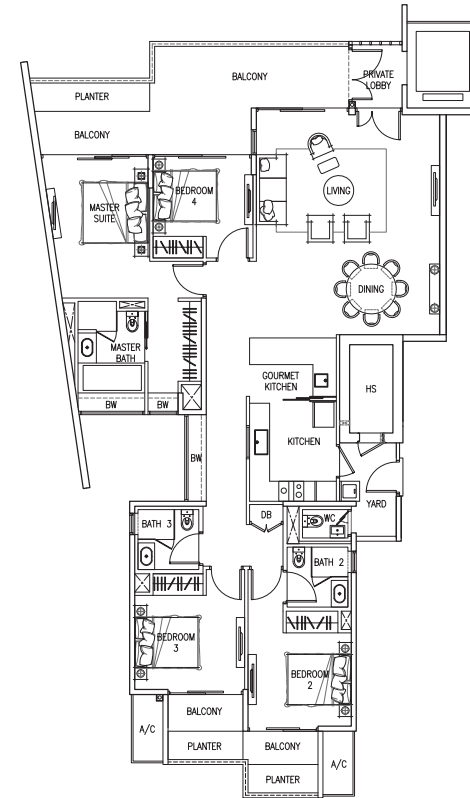 BALCONY
PRIVATE
LOBBY
PLANTER
BALCONY
BEDROOM
4
MASTER
SUITE
LIVING
DINING
MASTER
BATH
GOURMET
KITCHEN
HS
BW
BW
KITCHEN
BW
YARD
DB
WC
BATH 3
BATH 2
BEDROOM
3
BEDROOM
2
BALCONY
A/C
PLANTER
BALCONY
A/C
PLANTER